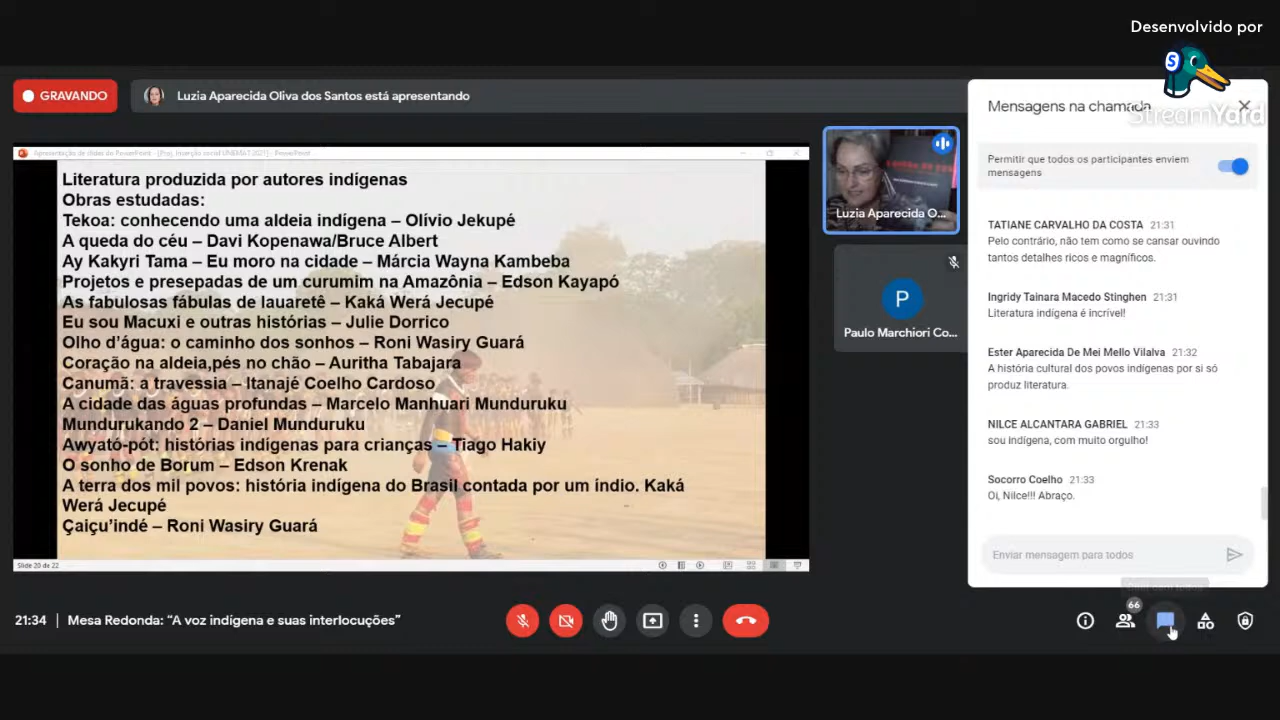 Desenvolvido por
StreamYard
GRAVANDO
Luzia Aparecida Oliva dos Santos está apresentando
Apresentação de slides do PowerPoint - [Proj. Inserção social UNEMAT 2021] - PowerPoint
Literatura produzida por autores indígenas
Obras estudadas:
Tekoa: conhecendo uma aldeia indígena – Olívio Jekupé
A queda do céu – Davi Kopenawa/Bruce Albert
Ay Kakyri Tama – Eu moro na cidade – Márcia Wayna Kambeba
Projetos e presepadas de um curumim na Amazônia – Edson Kayapó
As fabulosas fábulas de Iauaretê – Kaká Werá Jecupé
Eu sou Macuxi e outras histórias – Julie Dorrico
Olho d’água: o caminho dos sonhos – Roni Wasiry Guará
Coração na aldeia,pés no chão – Auritha Tabajara
Canumã: a travessia – Itanajé Coelho Cardoso
A cidade das águas profundas – Marcelo Manhuari Munduruku
Mundurukando 2 – Daniel Munduruku
Awyató-pót: histórias indígenas para crianças – Tiago Hakiy
O sonho de Borum – Edson Krenak
A terra dos mil povos: história indígena do Brasil contada por um índio. Kaká
Werá Jecupé
Çaiçu’indé – Roni Wasiry Guará
Slide 20 de 22
Luzia Aparecida O...
P
Paulo Marchiori Co...
Mensagens na chamada
Permitir que todos os participantes enviem
mensagens
TATIANE CARVALHO DA COSTA 21:31
Pelo contrário, não tem como se cansar ouvindo
tantos detalhes ricos e magníficos.
Ingridy Tainara Macedo Stinghen 21:31
Literatura indígena é incrível!
Ester Aparecida De Mei Mello Vilalva 21:32
A história cultural dos povos indígenas por si só
produz literatura.
NILCE ALCANTARA GABRIEL 21:33
sou indígena, com muito orgulho!
Socorro Coelho 21:33
Oi, Nilce!!! Abraço.
Enviar mensagem para todos
21:34 | Mesa Redonda: “A voz indígena e suas interlocuções”
66